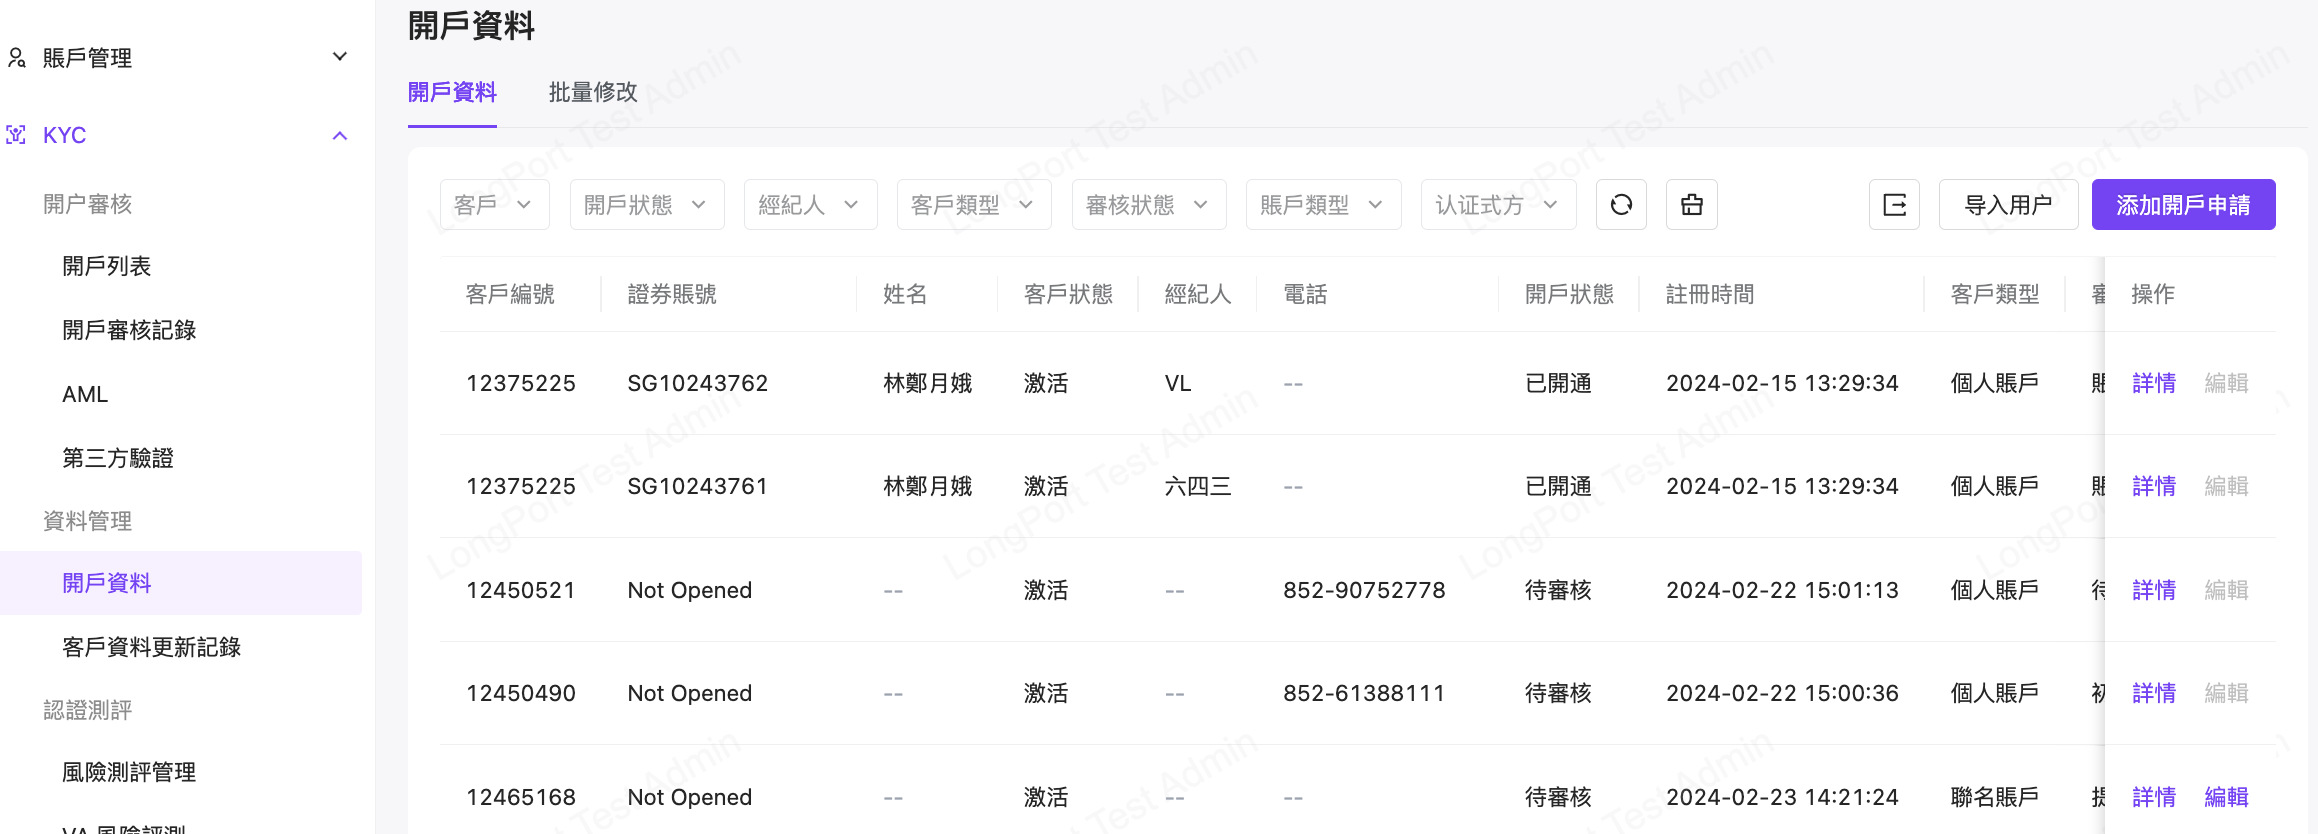 賬戶管理
KYC
開户審核
開戶列表
開戶審核記錄
AML
第三方驗證
資料管理
開戶資料
客戶資料更新記錄
認證測評
風險測評管理
開戶資料
開戶資料 批量修改
客戶 開戶狀態 經紀人 客戶類型 審核狀態 賬戶類型 认证式方 导入用户 添加開戶申請
客戶編號 證券賬號 姓名 客戶狀態 經紀人 電話 開戶狀態 註冊時間 客戶類型 操作
12375225 SG10243762 林鄭月娥 激活 VL -- 已開通 2024-02-15 13:29:34 個人賬戶 詳情 編輯
12375225 SG10243761 林鄭月娥 激活 六四三 -- 已開通 2024-02-15 13:29:34 個人賬戶 詳情 編輯
12450521 Not Opened -- 激活 -- 852-90752778 待審核 2024-02-22 15:01:13 個人賬戶 詳情 編輯
12450490 Not Opened -- 激活 -- 852-61388111 待審核 2024-02-22 15:00:36 個人賬戶 詳情 編輯
12465168 Not Opened -- 激活 -- -- 待審核 2024-02-23 14:21:24 聯名賬戶 詳情 編輯
LongPort Test Admin